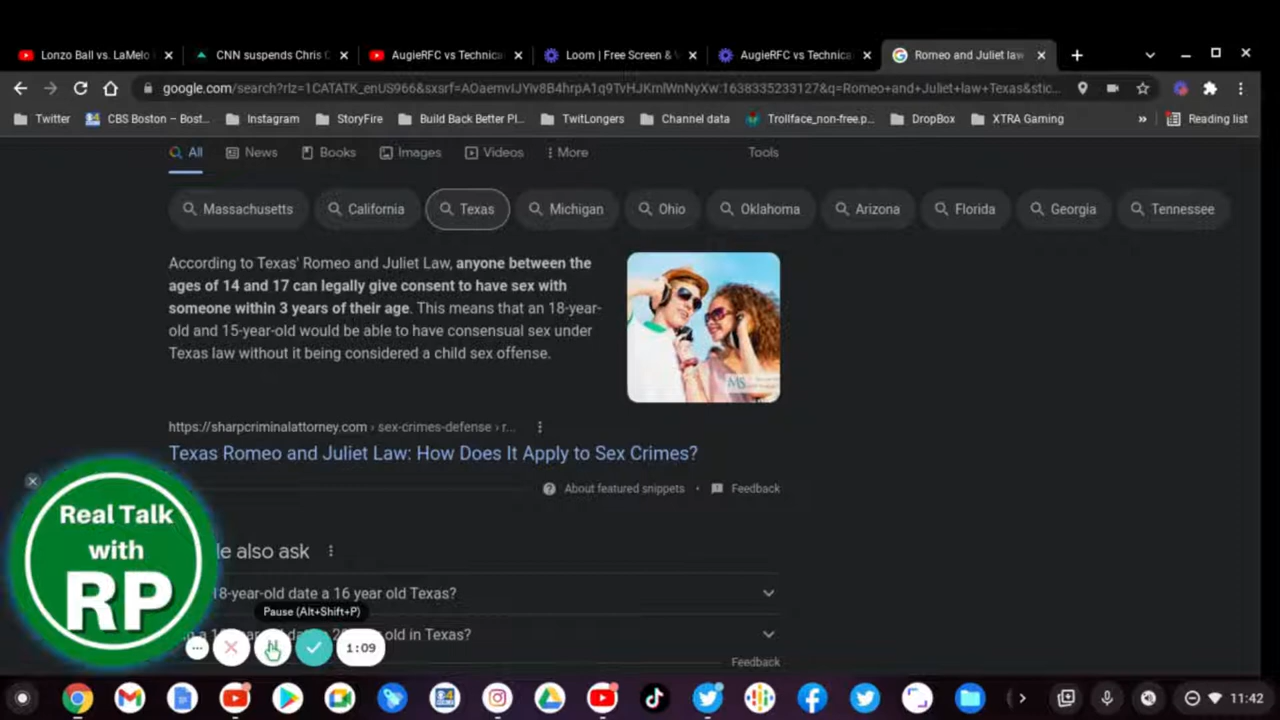 Lonzo Ball vs. LaMelo
CNN suspends Chris C
AugieRFC vs Technica
Loom | Free Screen &
AugieRFC vs Technica
Romeo and Juliet law
google.com/search?rlz=1CATATK_enUS966&sxsrf=AOaemvIJYiv8B4hrpA1q9TvHJKmlWnNyXw:1638335233127&q=Romeo+and+Juliet+law+Texas&stic...
Twitter
CBS Boston – Bost...
Instagram
StoryFire
Build Back Better Pl...
TwitLongers
Channel data
Trollface_non-free.p...
DropBox
XTRA Gaming
»
Reading list
All
News
Books
Images
Videos
More
Tools
Massachusetts
California
Texas
Michigan
Ohio
Oklahoma
Arizona
Florida
Georgia
Tennessee
According to Texas' Romeo and Juliet Law, anyone between the
ages of 14 and 17 can legally give consent to have sex with
someone within 3 years of their age. This means that an 18-year-
old and 15-year-old would be able to have consensual sex under
Texas law without it being considered a child sex offense.
MS
https://sharpcriminalattorney.com › sex-crimes-defense › r...
Texas Romeo and Juliet Law: How Does It Apply to Sex Crimes?
About featured snippets
Feedback
Real Talk
with
RP
le also ask
18-year-old date a 16 year old Texas?
Pause (Alt+Shift+P)
old in Texas?
1:09
Feedback
11:42